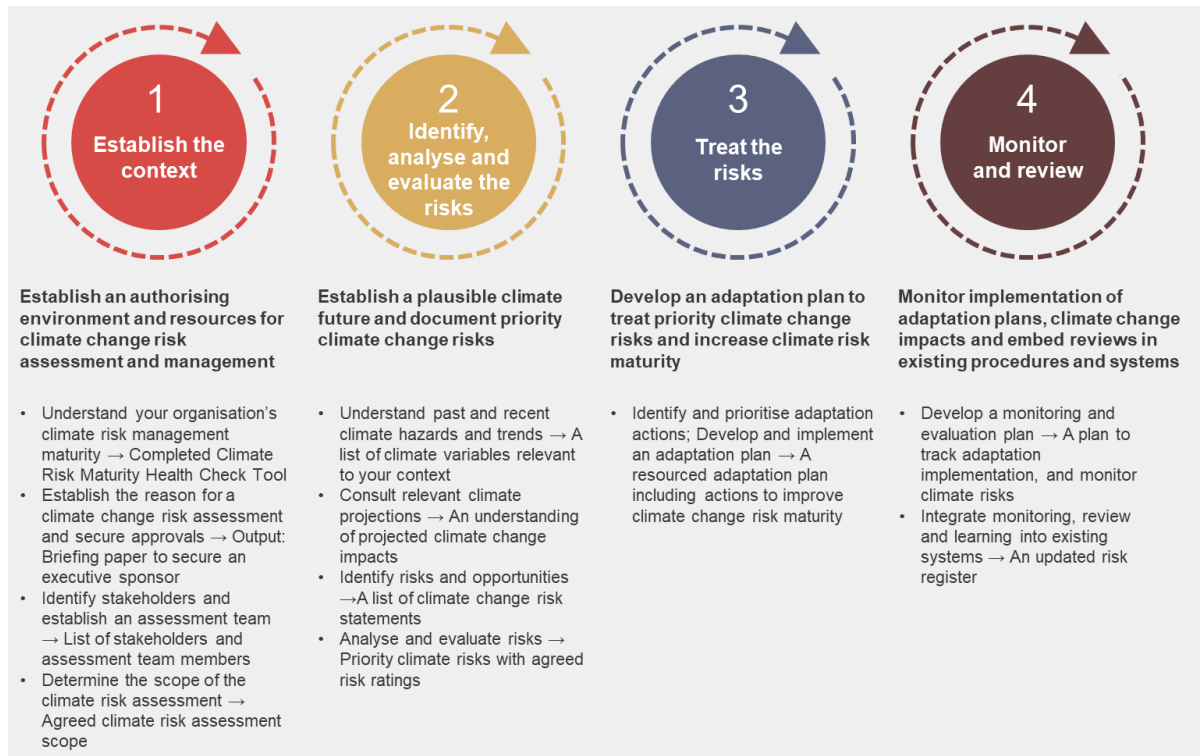 1
Establish the
context
2
Identify,
analyse and
evaluate the
risks
3
Treat the
risks
4
Monitor
and review
Establish an authorising
environment and resources for
climate change risk
assessment and management
• Understand your organisation's
climate risk management
maturity → Completed Climate
Risk Maturity Health Check Tool
• Establish the reason for a
climate change risk assessment
and secure approvals → Output:
Briefing paper to secure an
executive sponsor
• Identify stakeholders and
establish an assessment team
→ List of stakeholders and
assessment team members
• Determine the scope of the
climate risk assessment →
Agreed climate risk assessment
scope
Establish a plausible climate
future and document priority
climate change risks
• Understand past and recent
climate hazards and trends → A
list of climate variables relevant
to your context
• Consult relevant climate
projections → An understanding
of projected climate change
impacts
• Identify risks and opportunities
→A list of climate change risk
statements
• Analyse and evaluate risks →
Priority climate risks with agreed
risk ratings
Develop an adaptation plan to
treat priority climate change
risks and increase climate risk
maturity
• Identify and prioritise adaptation
actions; Develop and implement
an adaptation plan → A
resourced adaptation plan
including actions to improve
climate change risk maturity
Monitor implementation of
adaptation plans, climate change
impacts and embed reviews in
existing procedures and systems
• Develop a monitoring and
evaluation plan → A plan to
track adaptation
implementation, and monitor
climate risks
• Integrate monitoring, review
and learning into existing
systems → An updated risk
register